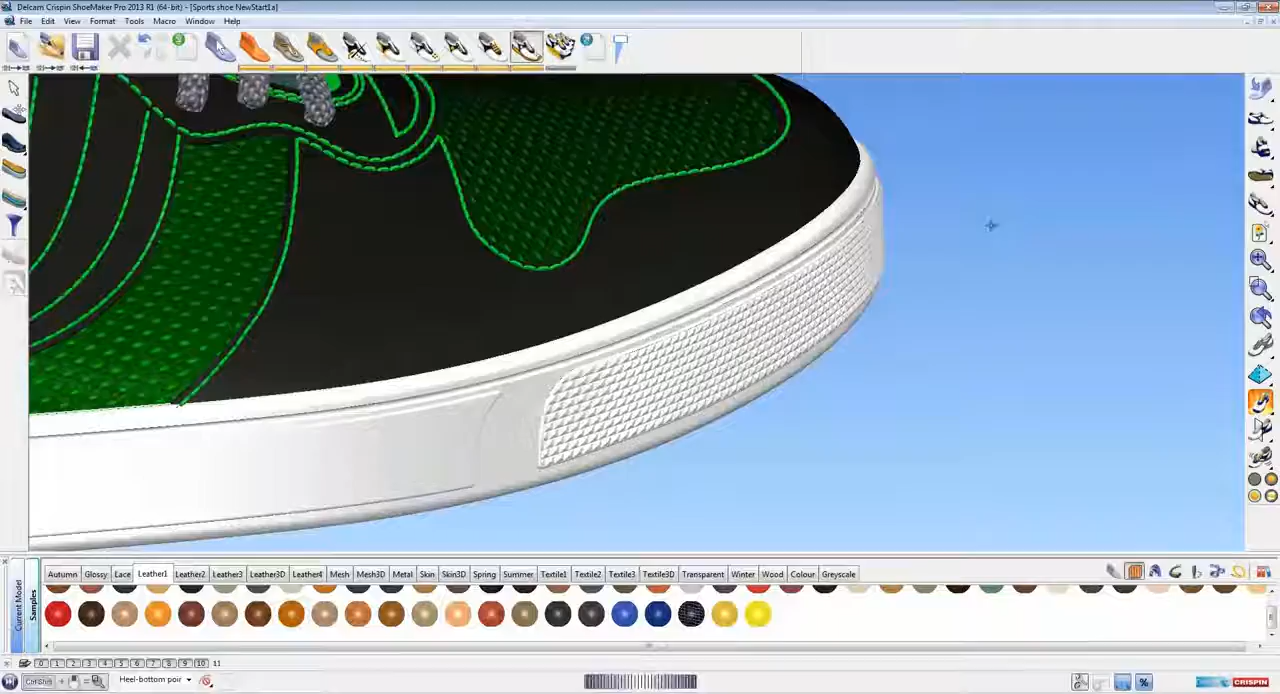 Delcam Crispin ShoeMaker Pro 2013 R1 (64-bit) - [Sports shoe NewStart1a]
File Edit View Format Tools Macro Window Help
Current Model
Samples
Autumn Glossy Lace Leather1 Leather2 Leather3 Leather3D Leather4 Mesh Mesh3D Metal Skin Skin3D Spring Summer Textile1 Textile2 Textile3 Textile3D Transparent Winter Wood Colour Greyscale
0 1 2 3 4 5 6 7 8 9 10 11
Ctrl Shift + = Heel-bottom poir
% CRISPIN